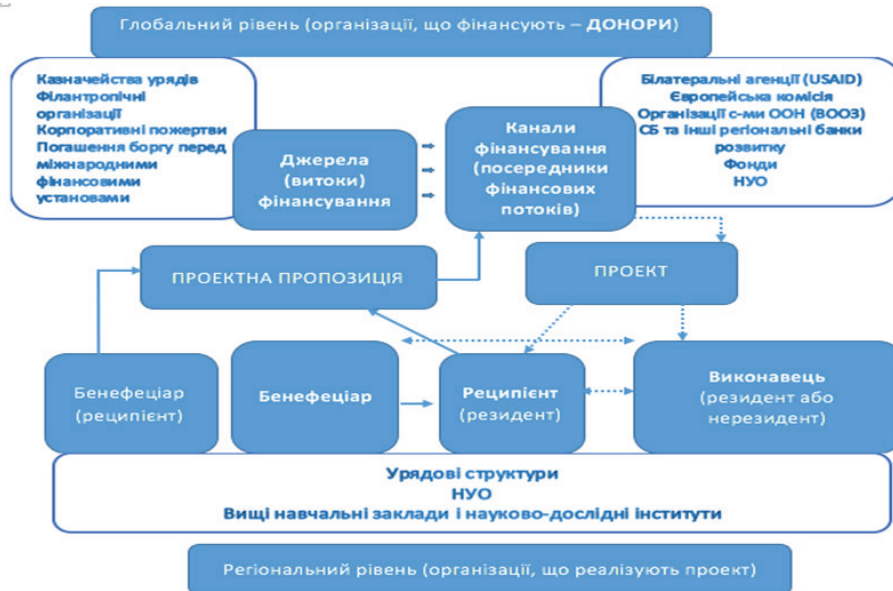 Глобальний рівень (організації, що фінансують – ДОНОРИ)
Казначейства урядів
Філантропічні
організації
Корпоративні пожертви
Погашення боргу перед
міжнародними
фінансовими
установами
Джерела
(витоки)
фінансування
Канали
фінансування
(посередники
фінансових
потоків)
Білатеральні агенції (USAID)
Європейська комісія
Організації с-ми ООН (ВООЗ)
СБ та інші регіональні банки
розвитку
Фонди
НУО
ПРОЕКТНА ПРОПОЗИЦІЯ
ПРОЕКТ
Бенефеціар
(реципієнт)
Бенефеціар
Реципієнт
(резидент)
Виконавець
(резидент або
нерезидент)
Урядові структури
НУО
Вищі навчальні заклади і науково-дослідні інститути
Регіональний рівень (організації, що реалізують проект)